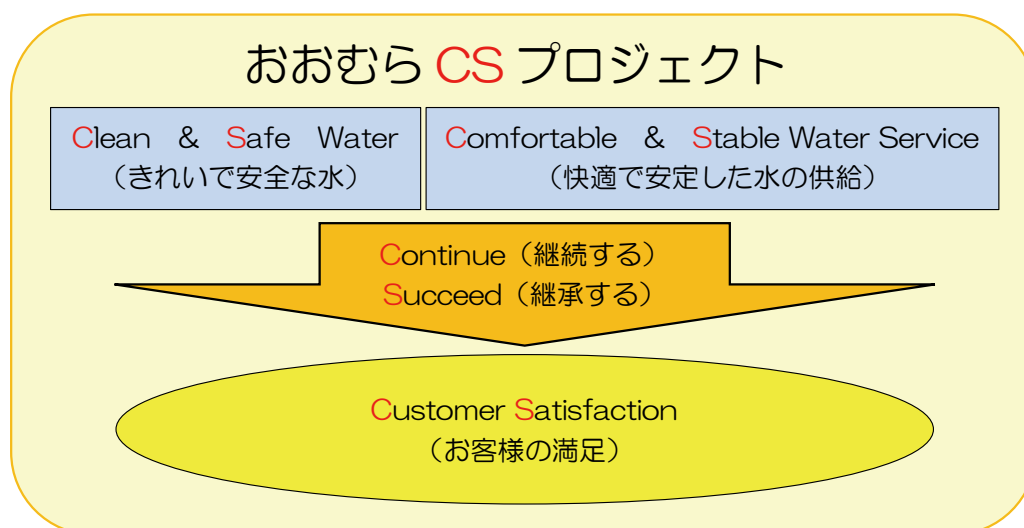 おおむら CS プロジェクト
Clean & Safe Water
（きれいで安全な水）
Comfortable & Stable Water Service
（快適で安定した水の供給）
Continue（継続する）
Succeed（継承する）
Customer Satisfaction
（お客様の満足）